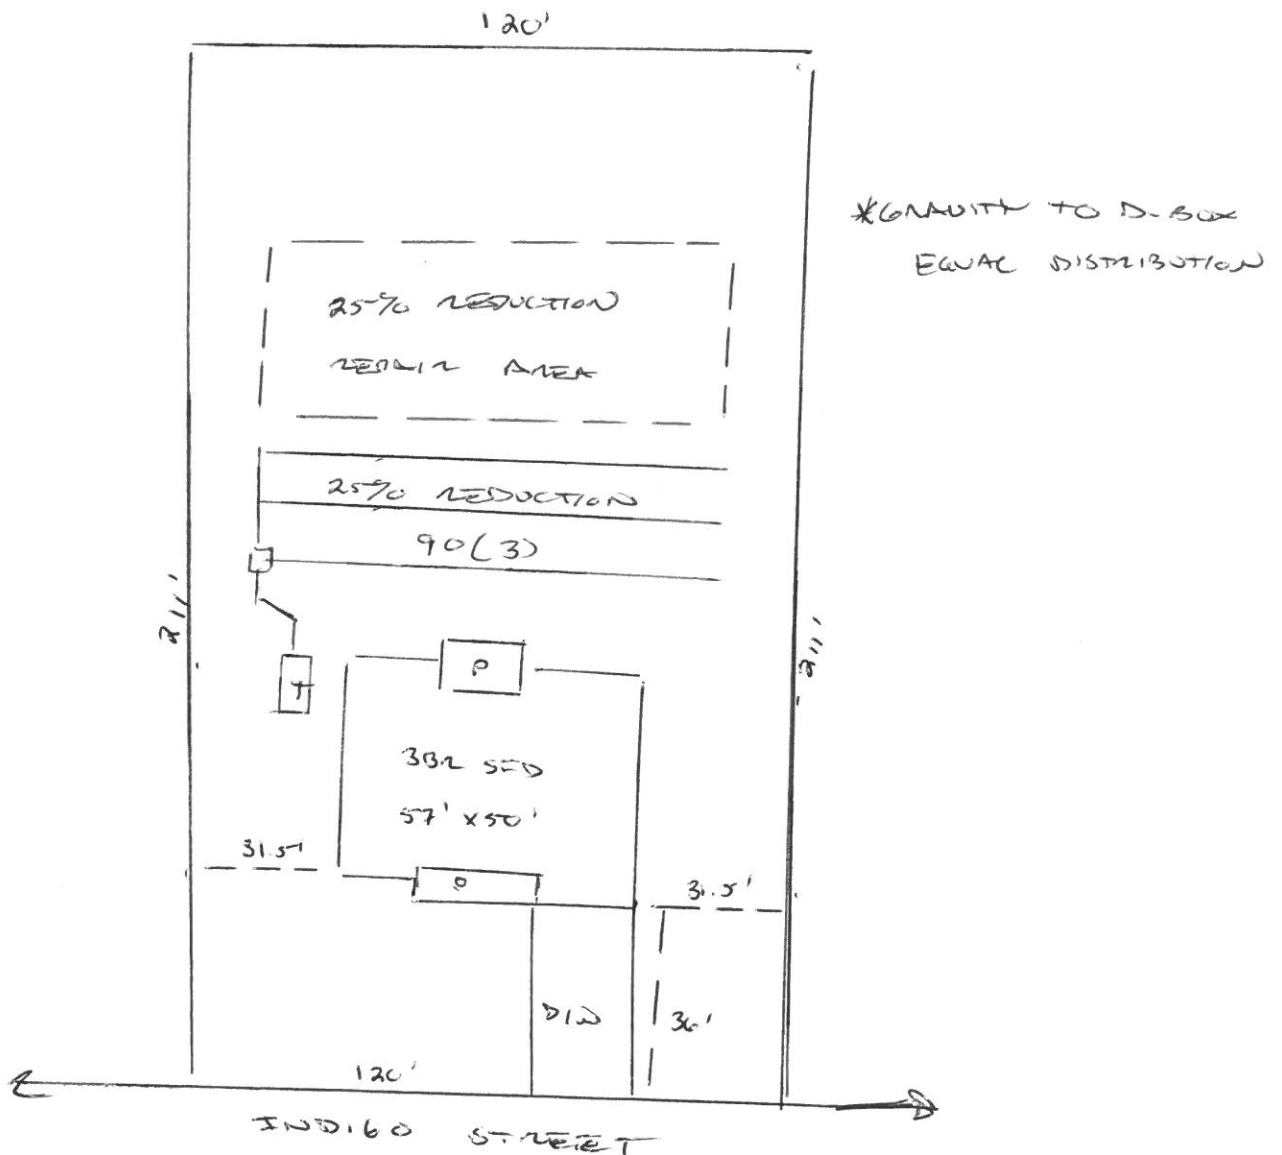 120'
*GRAVITY TO D-BOX
EQUAL DISTRIBUTION
25% REDUCTION
REPAIR AREA
25% REDUCTION
90(3)
211'
211'
T
P
3BR SFD
57' x 50'
31.5'
P
31.5'
D/W
36'
120'
INDIGO STREET